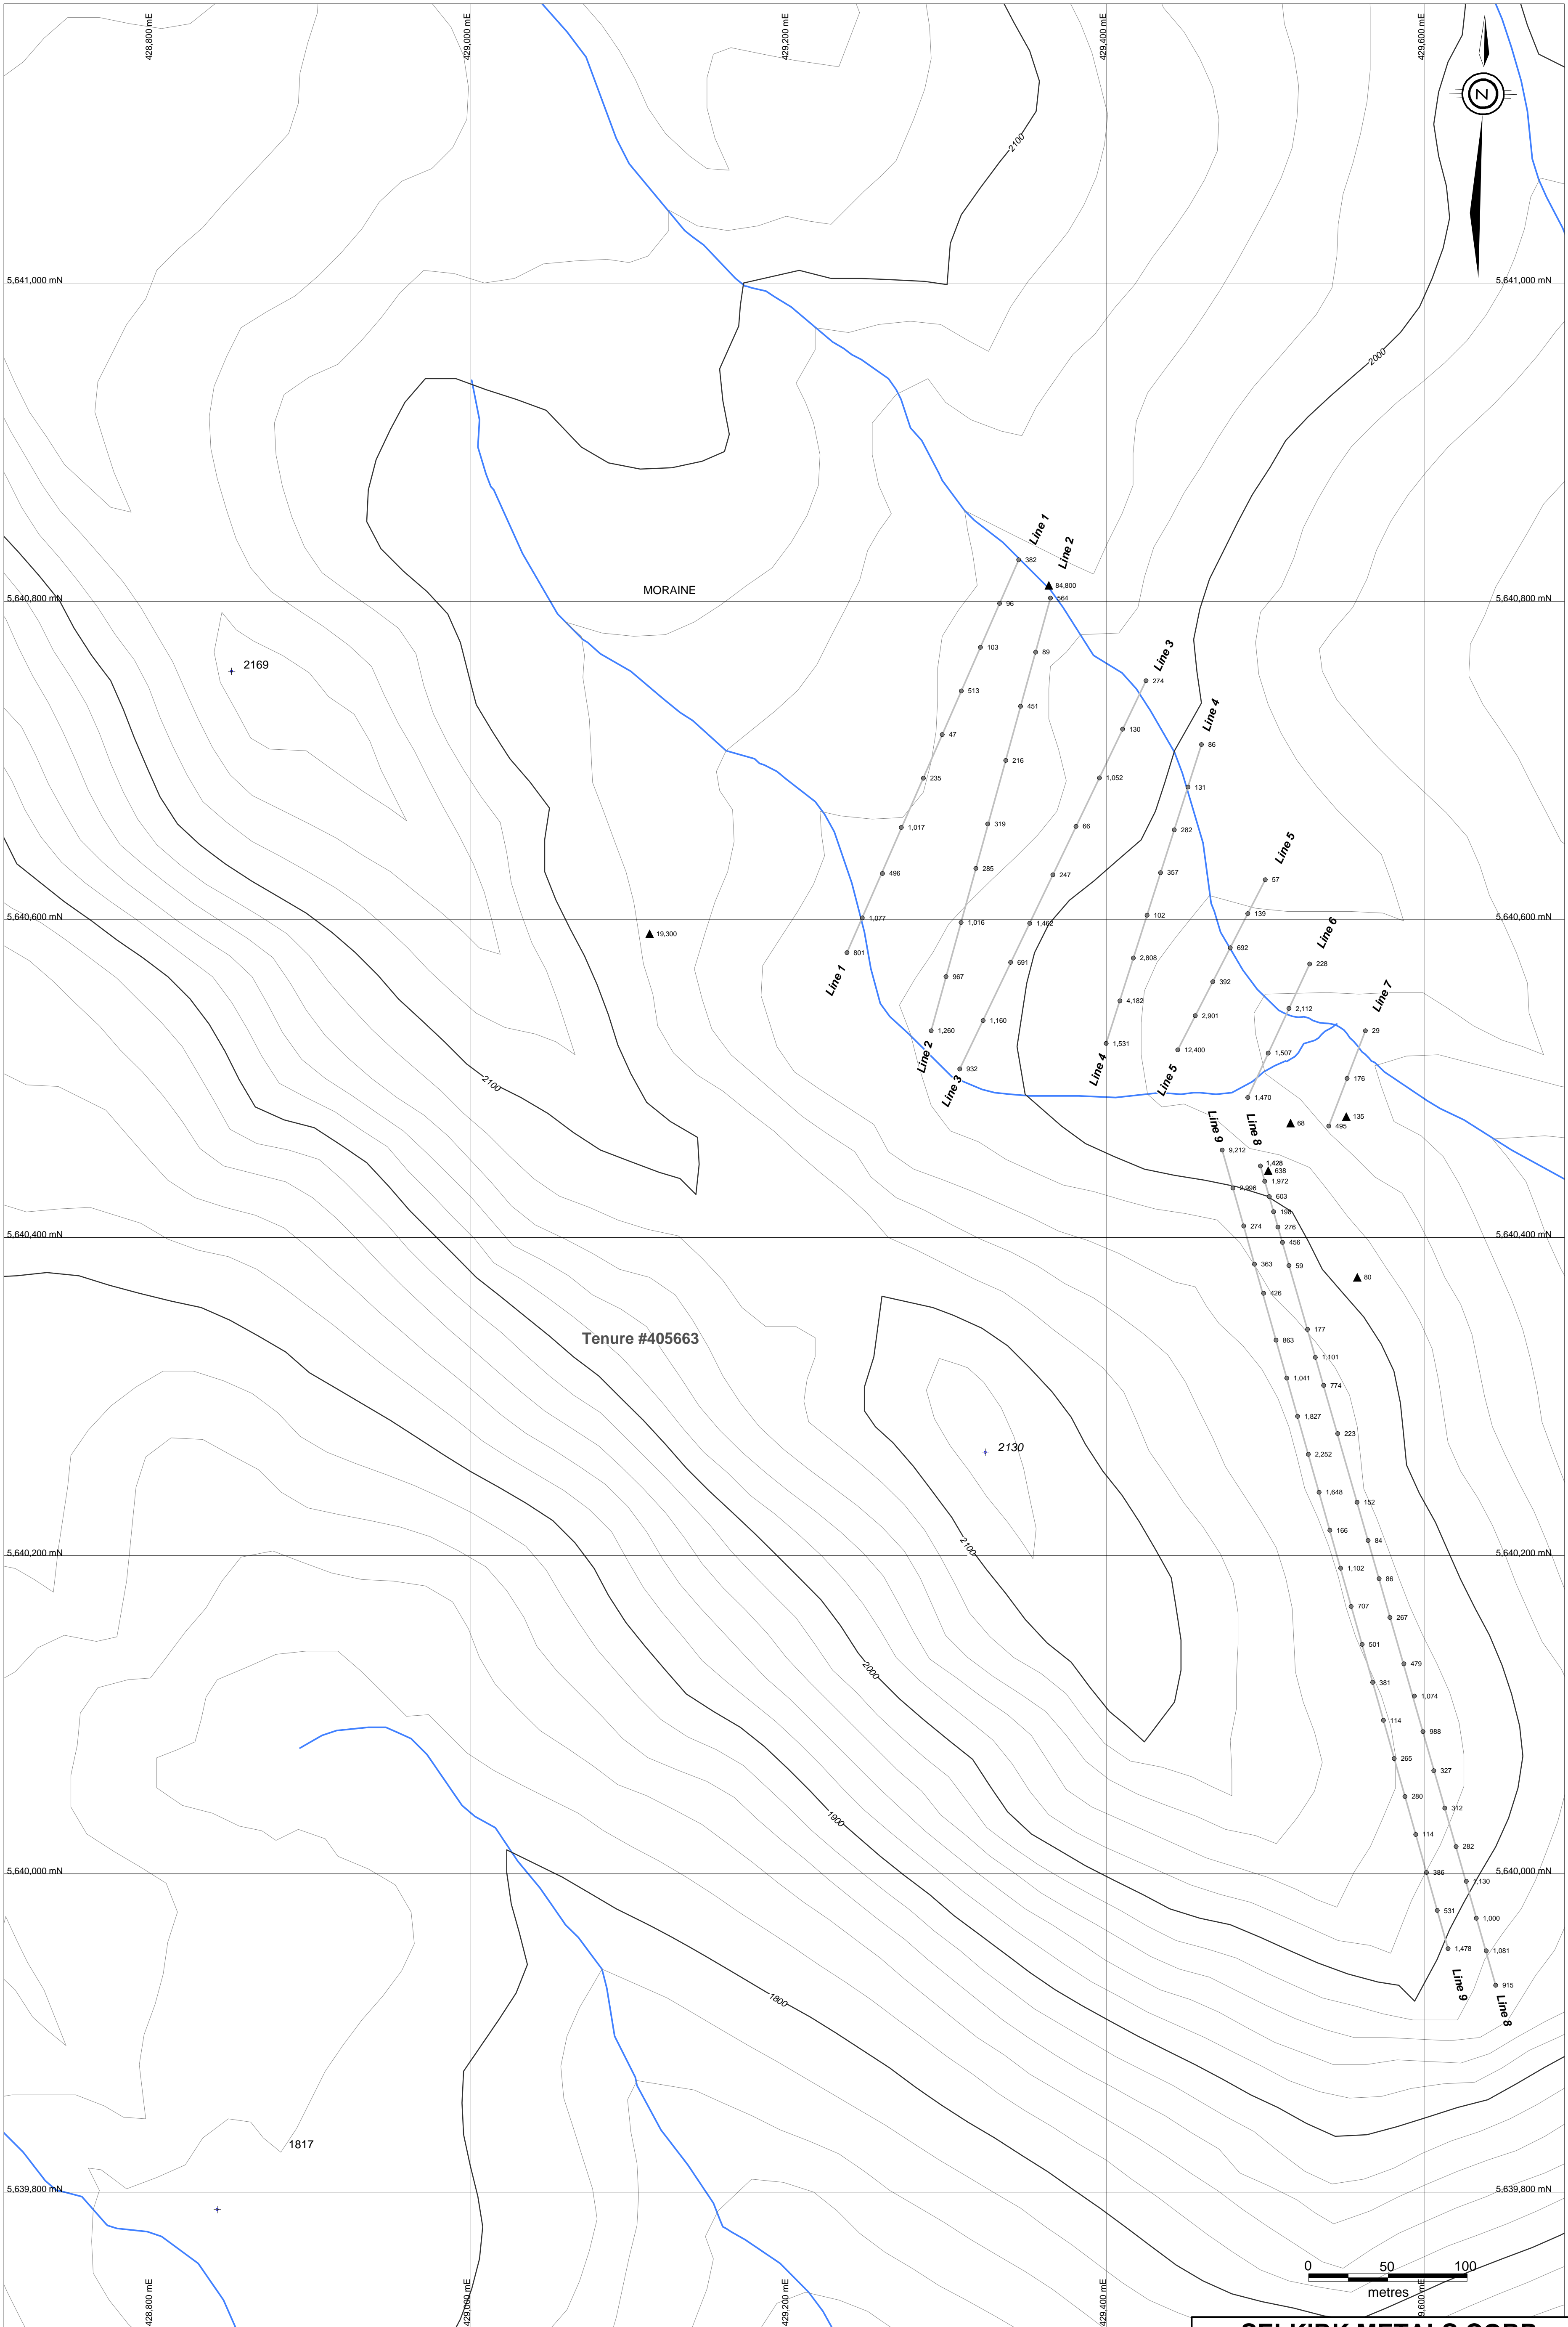 428,800 mE
429,000 mE
429,200 mE
429,400 mE
429,600 mE
N
2100
5,641,000 mN
5,641,000 mN
2000
Line 1
Line 2
382
84,800
564
MORAINE
5,640,800 mN
5,640,800 mN
96
103
89
2169
Line 3
274
513
451
130
Line 4
86
47
216
235
1,052
131
1,017
319
66
282
Line 5
496
285
247
357
57
5,640,600 mN
5,640,600 mN
1,077
1,016
1,462
102
139
Line 6
19,300
801
691
2,808
692
228
Line 1
967
392
Line 7
4,182
2,112
1,260
1,160
2,901
29
1,531
12,400
1,507
Line 2
932
176
2100
Line 3
Line 4
Line 5
1,470
135
68
495
Line 9
Line 8
9,212
1,428
638
1,972
2,996
603
198
274
276
5,640,400 mN
5,640,400 mN
456
363
59
80
426
177
Tenure #405663
863
1,101
1,041
774
1,827
223
2130
2,252
1,648
152
166
84
2100
5,640,200 mN
5,640,200 mN
1,102
86
707
267
501
479
2000
381
1,074
114
988
265
327
280
312
1900
114
282
5,640,000 mN
5,640,000 mN
386
1,130
531
1,000
1,478
1,081
915
Line 9
Line 8
1800
1817
5,639,800 mN
5,639,800 mN
0 50 100
metres
428,800 mE
429,000 mE
429,200 mE
429,400 mE
9,600 mE
SELKIRK METALS CORP